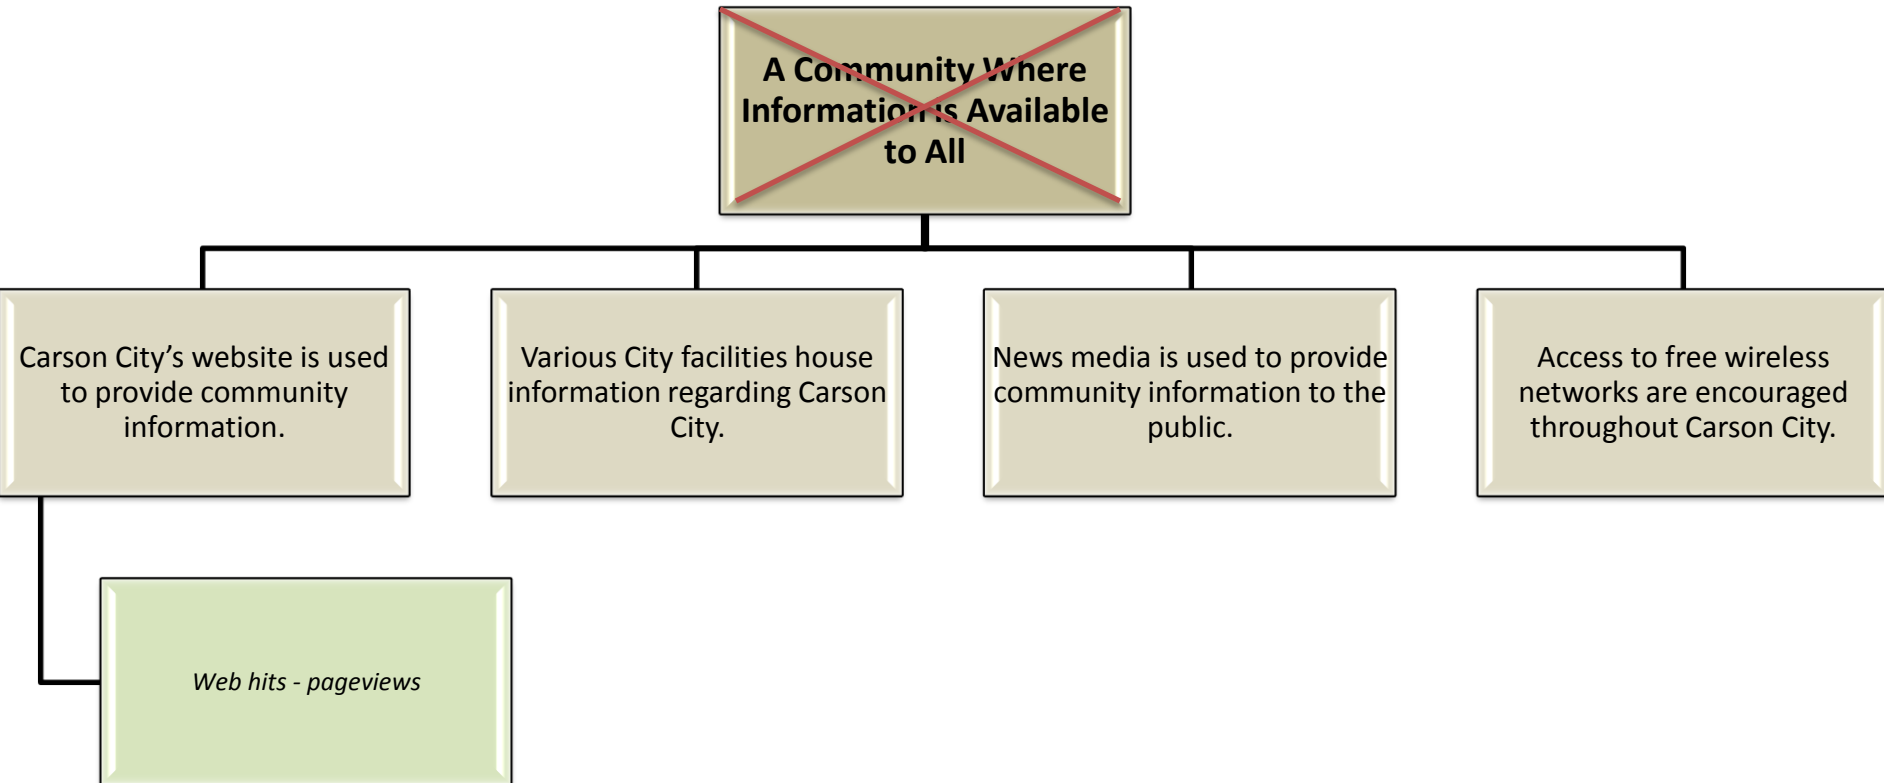 A Community Where
Information is Available
to All
Carson City’s website is used
to provide community
information.
Various City facilities house
information regarding Carson
City.
News media is used to provide
community information to the
public.
Access to free wireless
networks are encouraged
throughout Carson City.
Web hits - pageviews